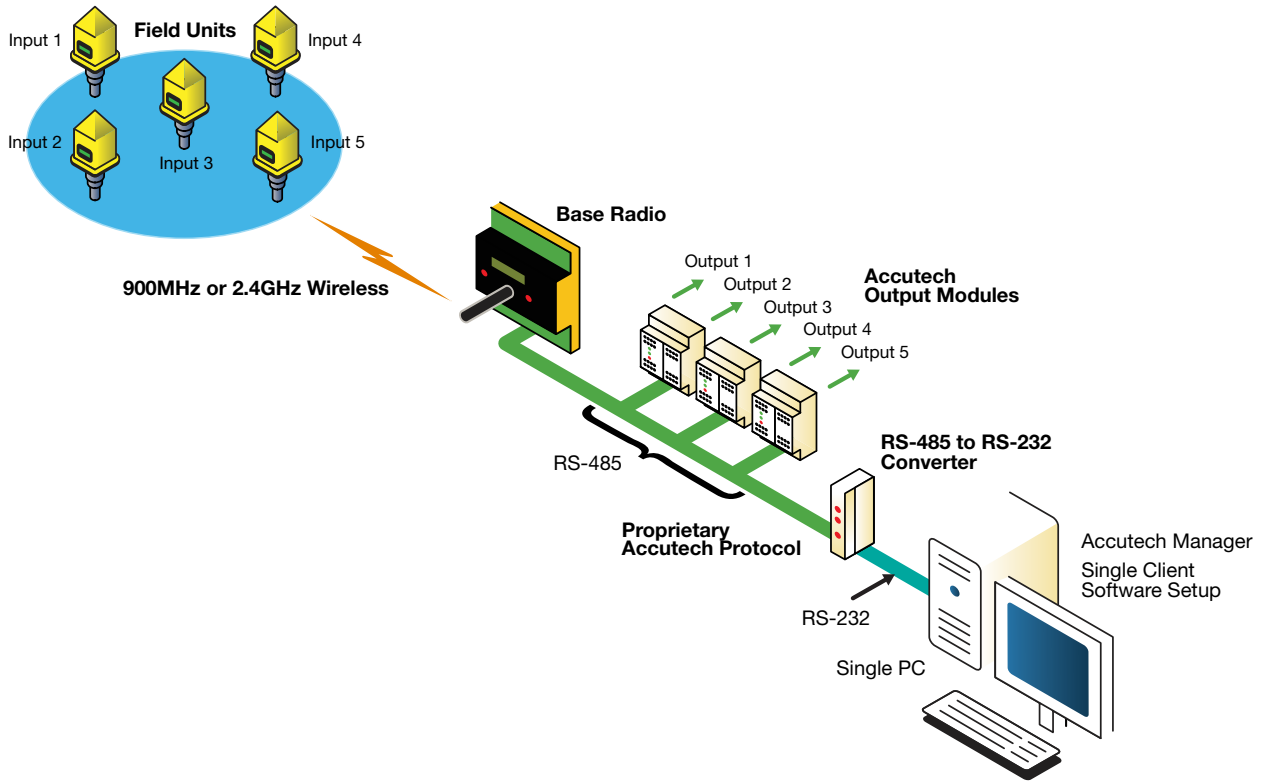 Field Units
Input 1
Input 4
Input 2
Input 3
Input 5
900MHz or 2.4GHz Wireless
Base Radio
Output 1
Output 2
Output 3
Output 4
Output 5
Accutech
Output Modules
RS-485
Proprietary
Accutech Protocol
RS-485 to RS-232
Converter
RS-232
Accutech Manager
Single Client
Software Setup
Single PC